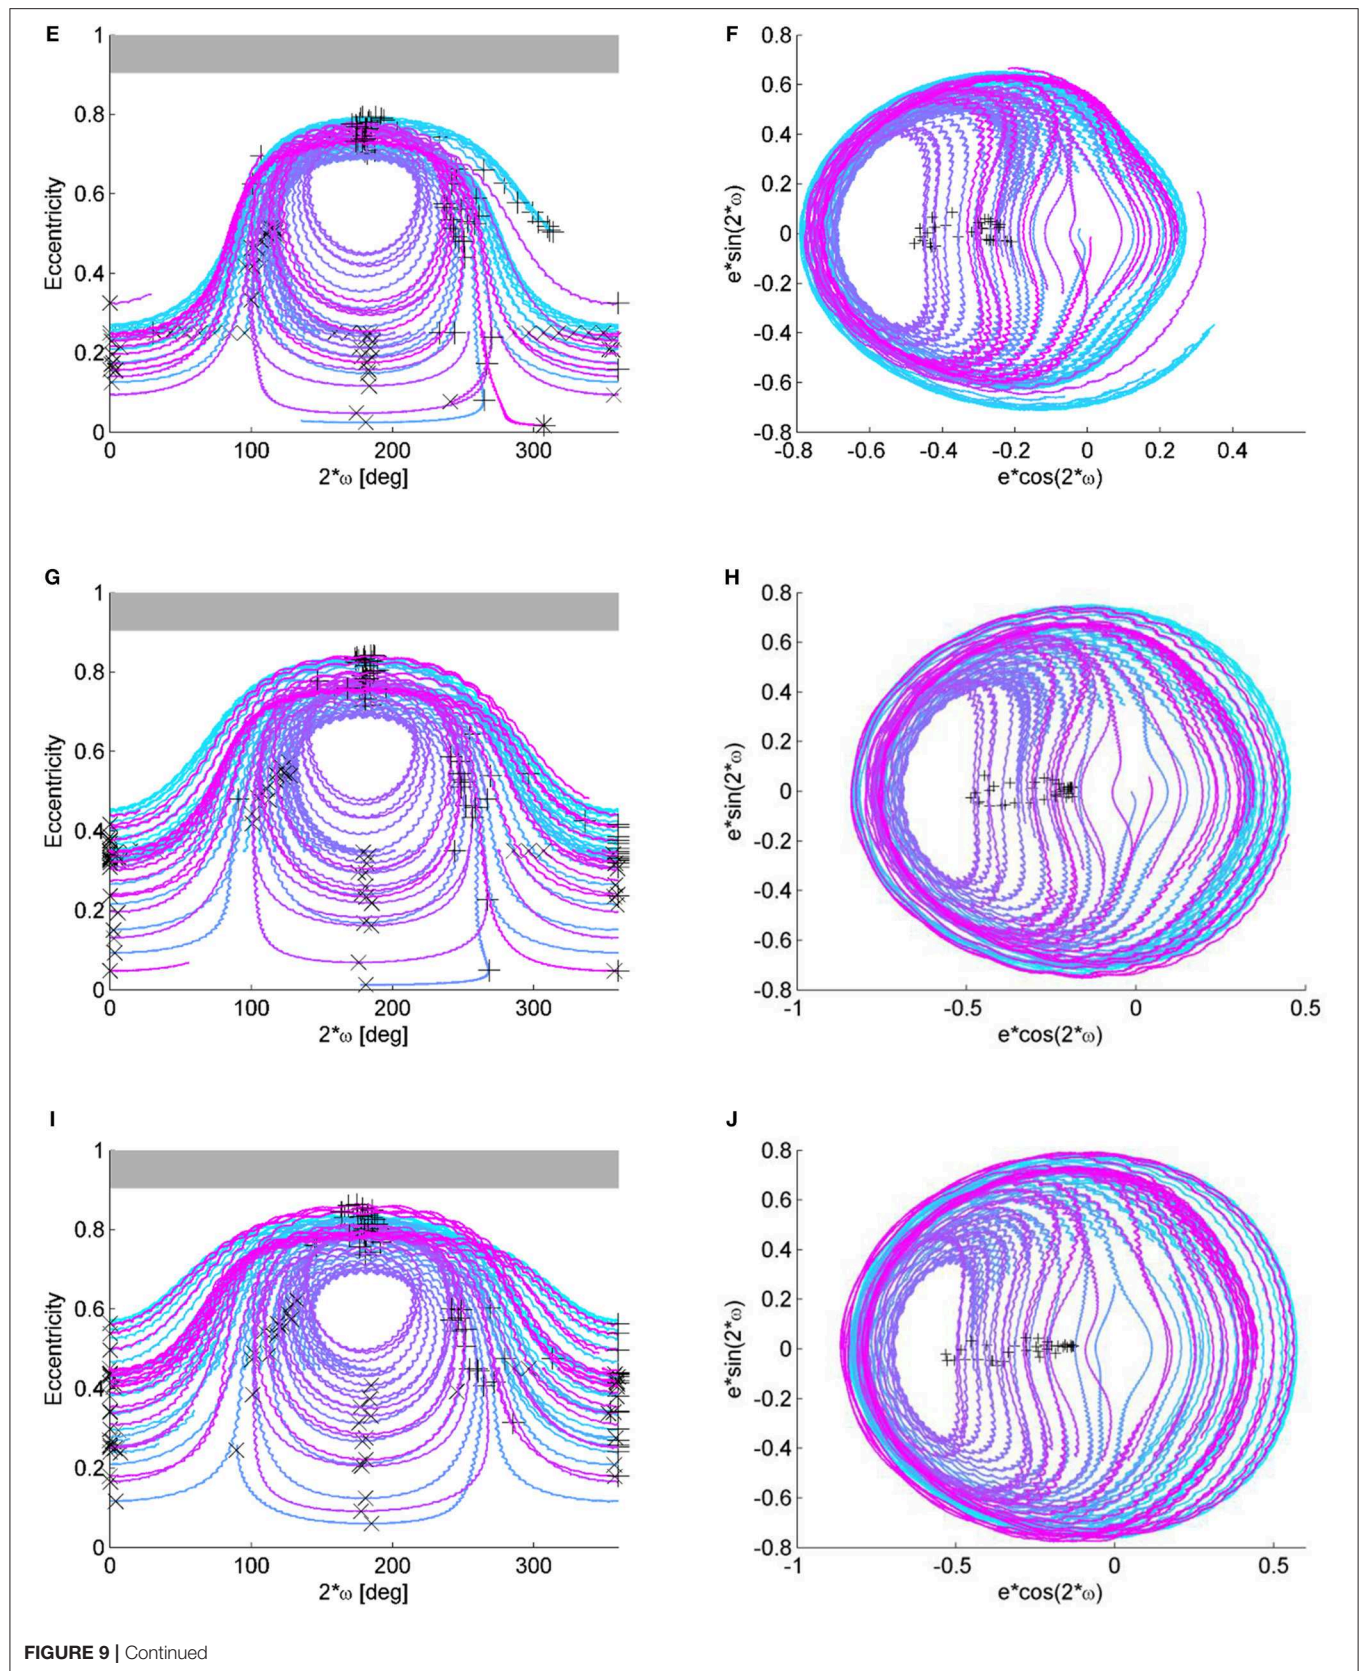 E
F
1
0.8
0.6
0.4
0.2
0
0 100 200 300
Eccentricity
2*ω [deg]
0.8
0.6
0.4
0.2
0
-0.2
-0.4
-0.6
-0.8
-0.8 -0.6 -0.4 -0.2 0 0.2 0.4
e*sin(2*ω)
e*cos(2*ω)
G
H
1
0.8
0.6
0.4
0.2
0
0 100 200 300
Eccentricity
2*ω [deg]
0.8
0.6
0.4
0.2
0
-0.2
-0.4
-0.6
-0.8
-1 -0.5 0 0.5
e*sin(2*ω)
e*cos(2*ω)
I
J
1
0.8
0.6
0.4
0.2
0
0 100 200 300
Eccentricity
2*ω [deg]
0.8
0.6
0.4
0.2
0
-0.2
-0.4
-0.6
-0.8
-1 -0.5 0 0.5
e*sin(2*ω)
e*cos(2*ω)
FIGURE 9 | Continued